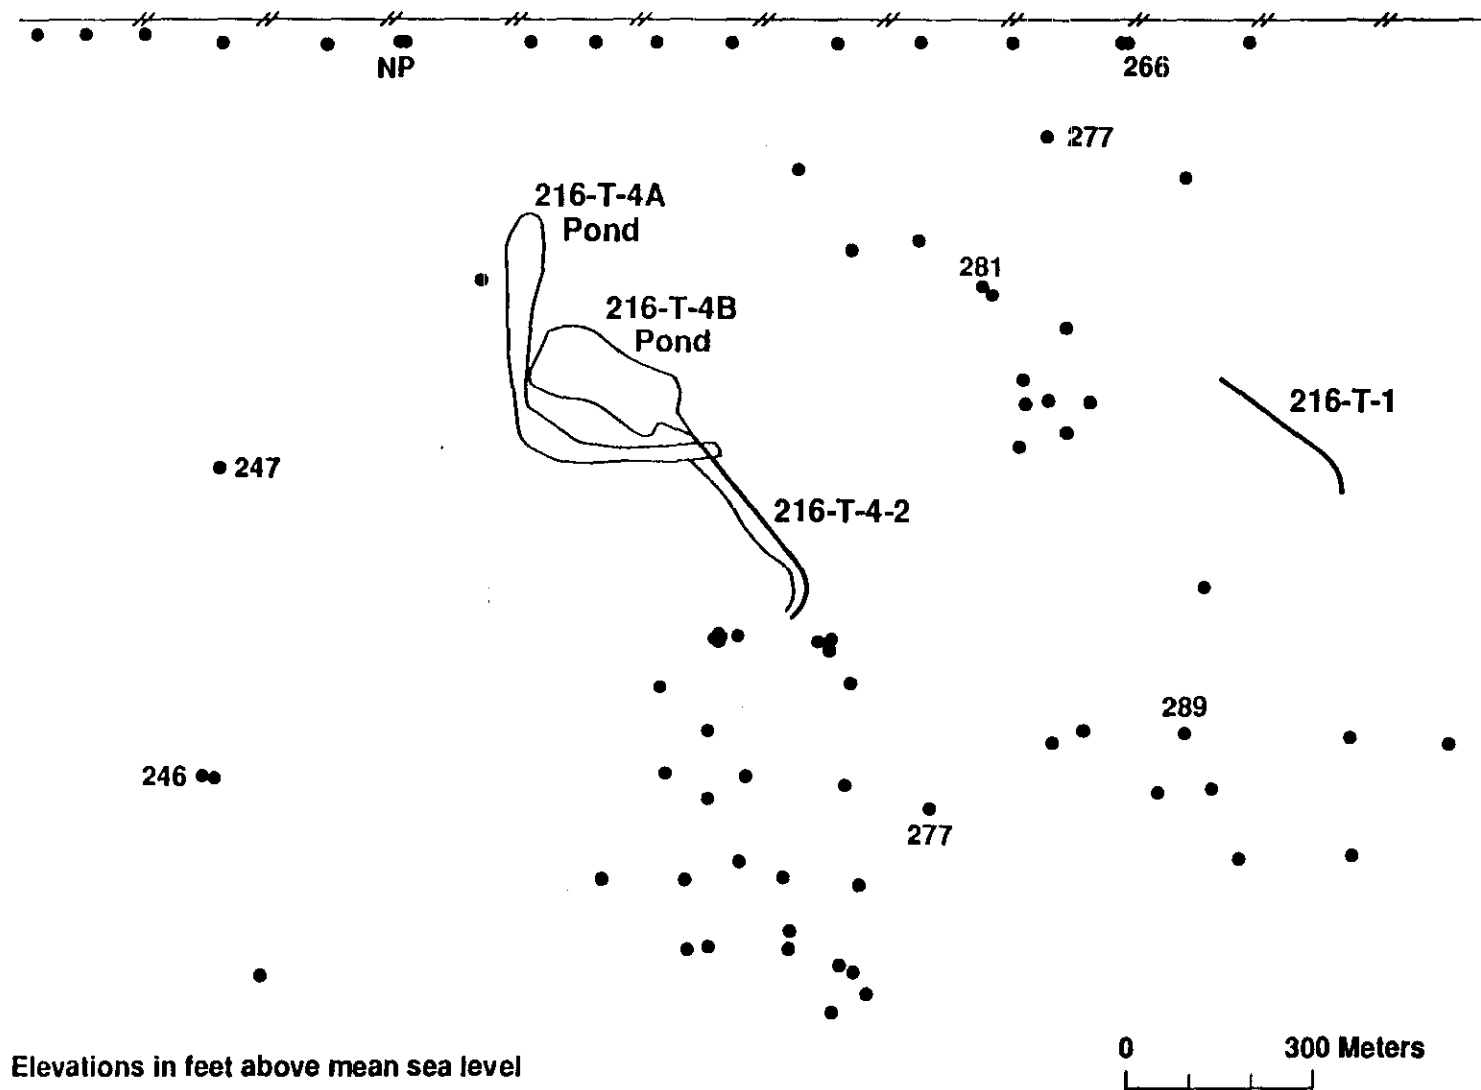 NP
266
277
216-T-4A
Pond
281
216-T-4B
Pond
216-T-1
247
216-T-4-2
289
246
277
0 300 Meters
Elevations in feet above mean sea level